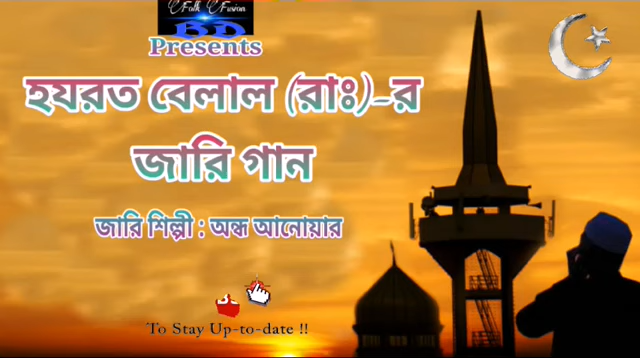 Folk Fusion
BD
Presents
হযরত বেলাল (রাঃ)-র
জারি গান
জারি শিল্পী : অন্ধ আনোয়ার
To Stay Up-to-date !!